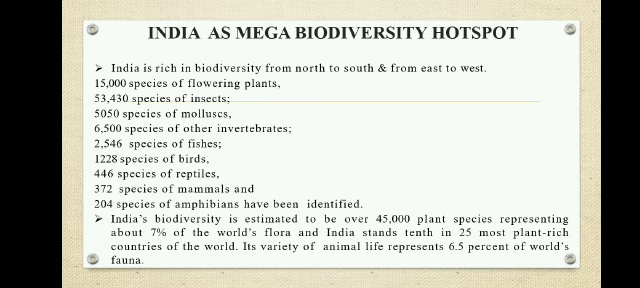 INDIA AS MEGA BIODIVERSITY HOTSPOT
➢ India is rich in biodiversity from north to south & from east to west.
15,000 species of flowering plants,
53,430 species of insects;
5050 species of molluscs,
6,500 species of other invertebrates;
2,546 species of fishes;
1228 species of birds,
446 species of reptiles,
372 species of mammals and
204 species of amphibians have been identified.
➢ India's biodiversity is estimated to be over 45,000 plant species representing
about 7% of the world's flora and India stands tenth in 25 most plant-rich
countries of the world. Its variety of animal life represents 6.5 percent of world's
fauna.